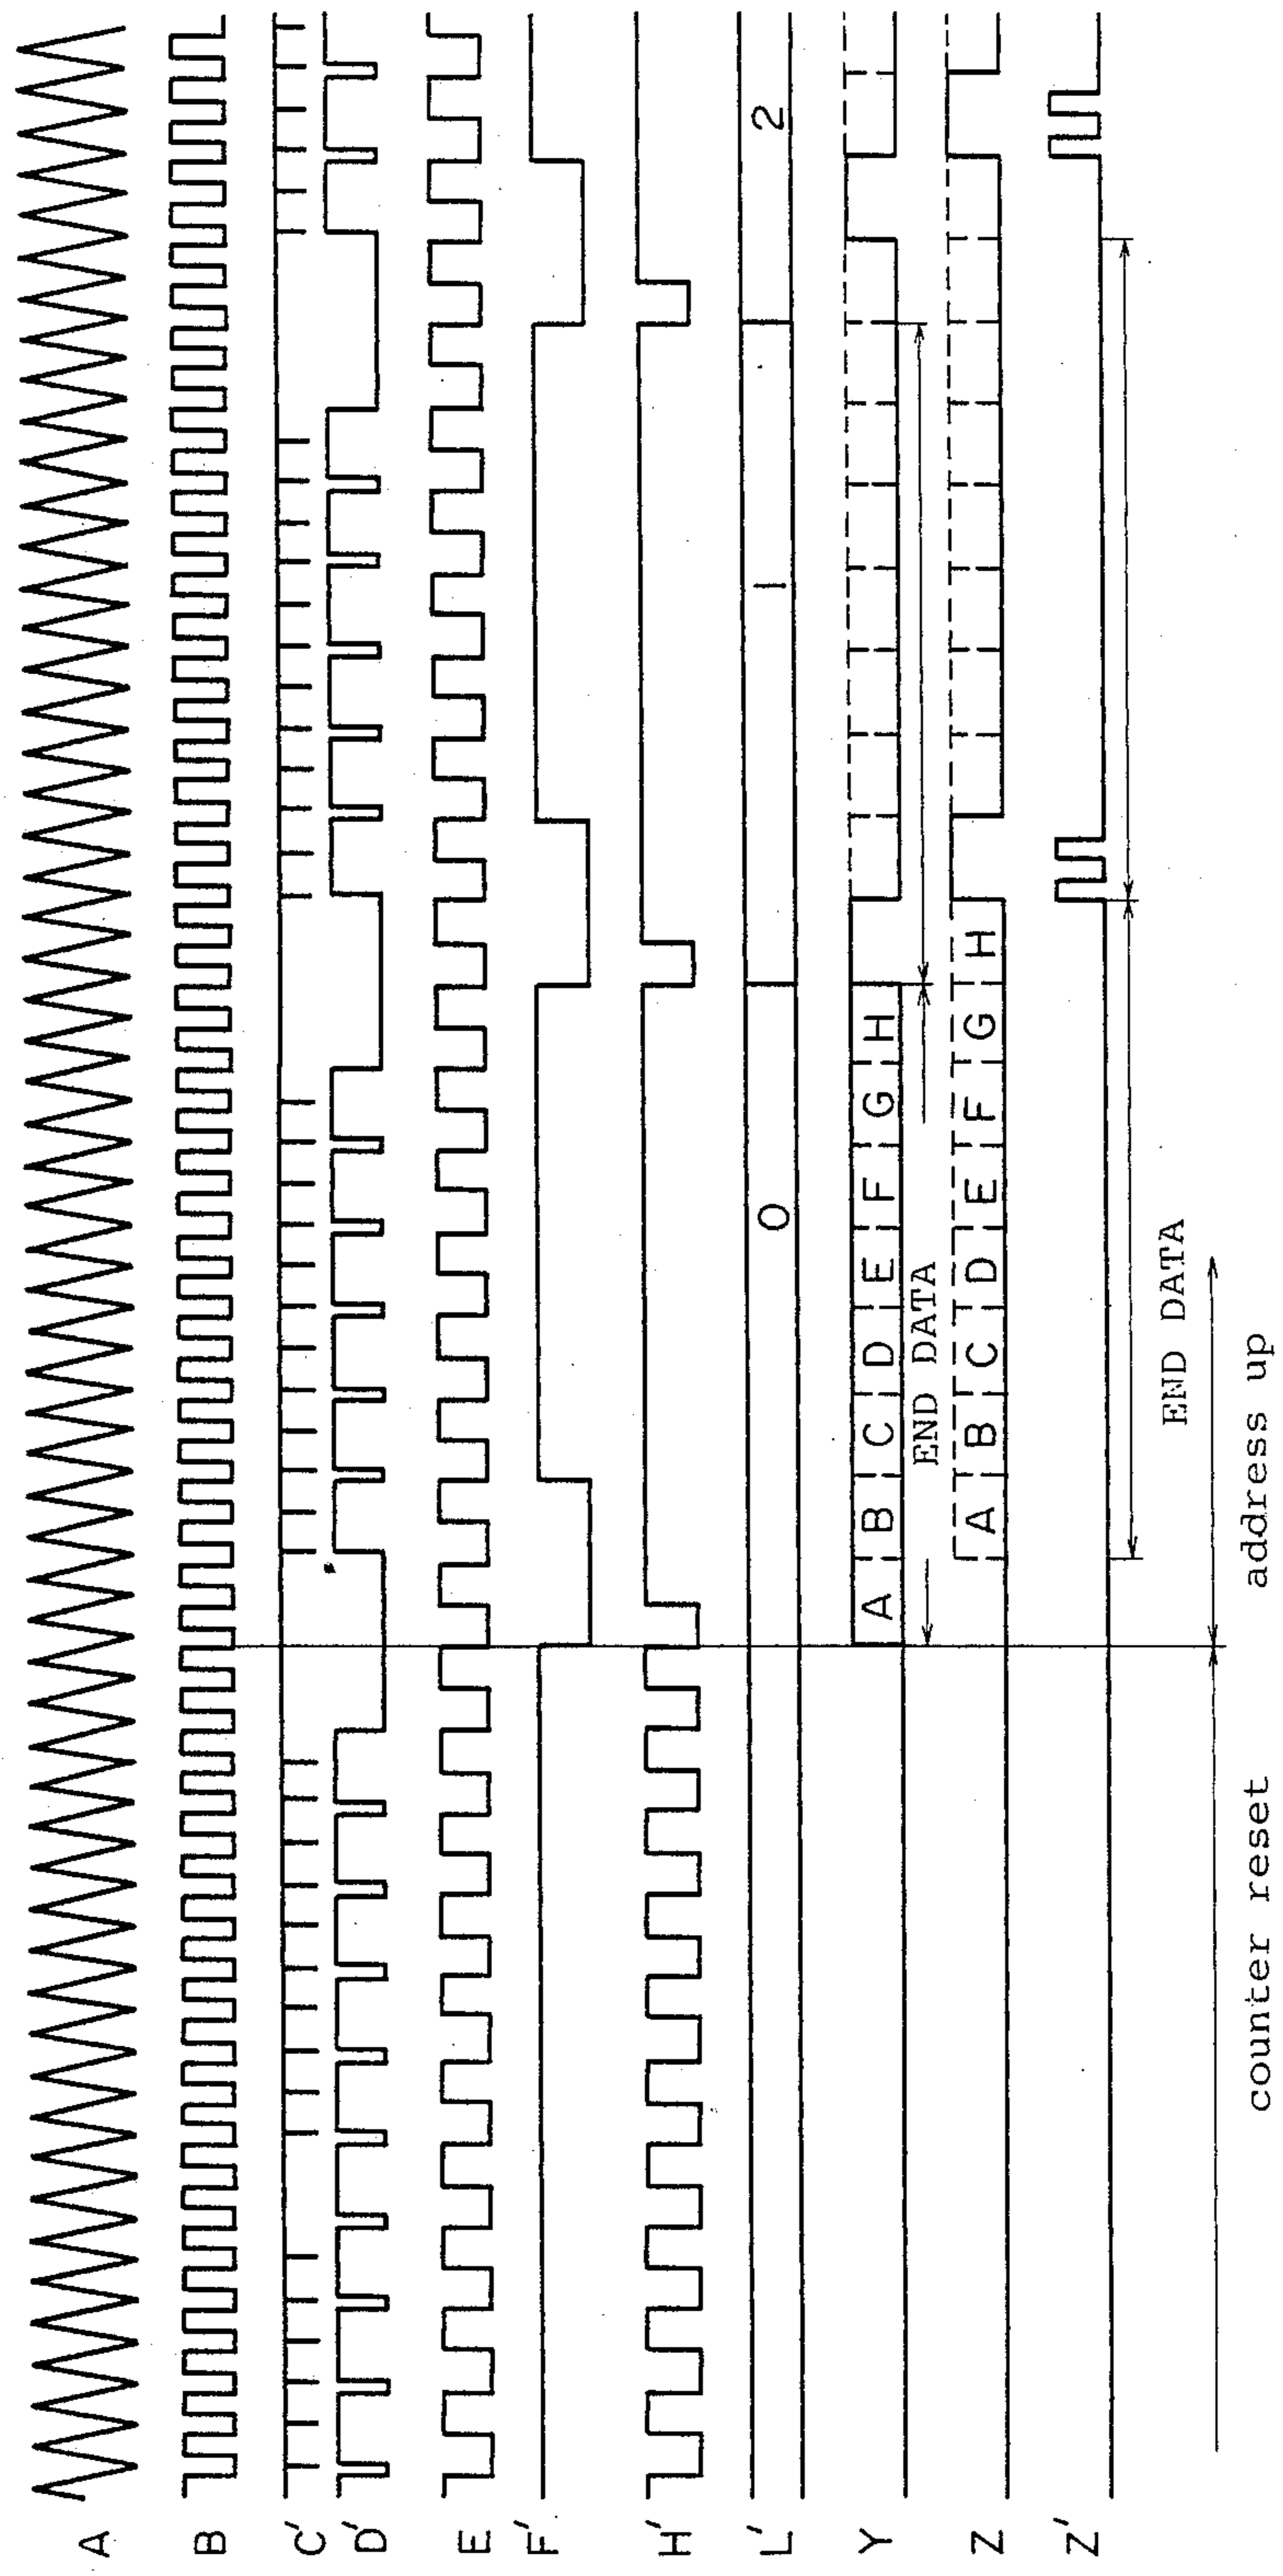 A
B
C'
D'
E
F'
H'
L' 0 1 2
Y A B C D E F G H
END DATA
Z A B C D E F G H
Z'
END DATA
counter reset address up